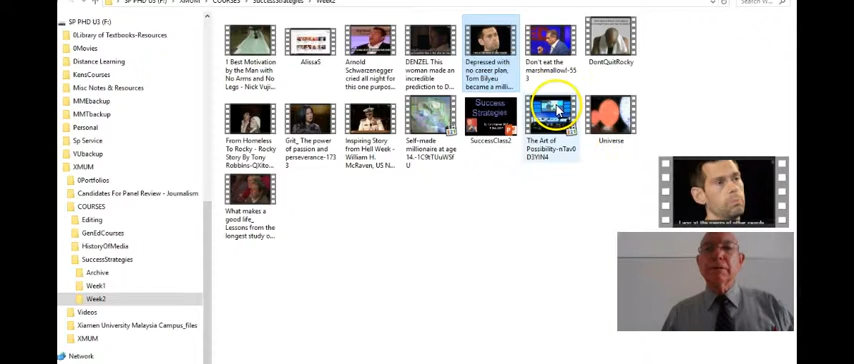 SP PHD U3 (F:) > XMUM > COURSES > SuccessStrategies > Week2
Search W...
SP PHD U3 (F:)
0Library of Textbooks-Resources
0Movies
Distance Learning
KensCourses
Misc Notes & Resources
MMEbackup
MMTbackup
Personal
Sp Service
VUbackup
XMUM
0Portfolios
Candidates For Panel Review - Journalism
COURSES
Editing
GenEdCourses
HistoryOfMedia
SuccessStrategies
Archive
Week1
Week2
Videos
Xiamen University Malaysia Campus_files
XMUM
Network
1 Best Motivation
by the Man with
No Arms and No
Legs - Nick Vuji...
AlissaS
Arnold
Schwarzenegger
cried all night for
this one purpos...
DENZEL This
woman made an
incredible
prediction to D...
Depressed with
no career plan,
Tom Bilyeu
became a milli...
Don't eat the
marshmallow!-55
3
DontQuitRocky
From Homeless
To Rocky - Rocky
Story By Tony
Robbins-QXito...
Grit_ The power
of passion and
perseverance-173
3
Inspiring Story
from Hell Week -
William H.
McRaven, US N...
Self-made
millionaire at age
14.-1C9tTUuWSF
U
Success
Strategies
SuccessClass2
The Art of
Possibility-nTav0
D3YIN4
Universe
What makes a
good life_
Lessons from the
longest study o...